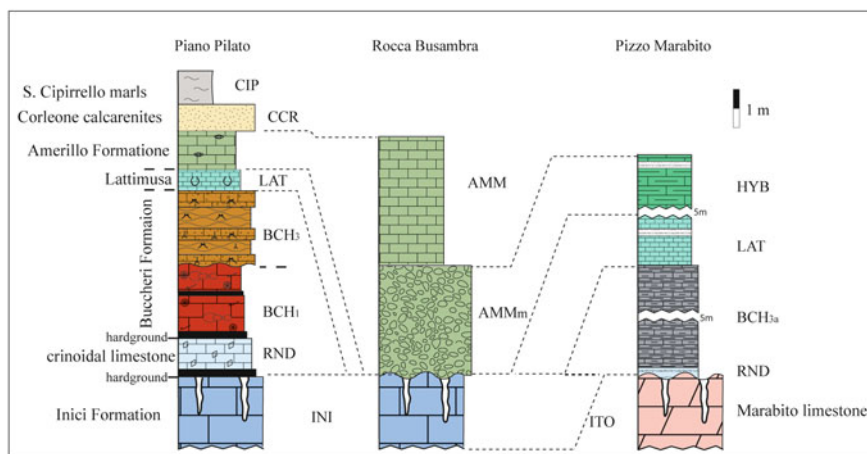 Piano Pilato
Rocca Busambra
Pizzo Marabito
S. Cipirrello marls
CIP
1 m
Corleone calcarenites
CCR
Amerillo Formatione
AMM
HYB
Lattimusa
LAT
5m
Buccheri Formaion
BCH3
LAT
BCH1
AMMm
5m
BCH3a
hardground
crinoidal limestone
RND
RND
hardground
Inici Formation
INI
ITO
Marabito limestone